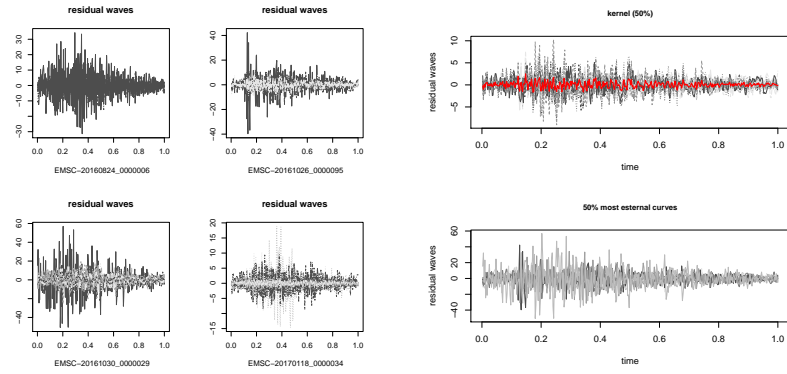 residual waves
30
20
10
0
-10
-30
0.0 0.2 0.4 0.6 0.8 1.0
EMSC-20160824_0000006
residual waves
40
20
0
-20
-40
0.0 0.2 0.4 0.6 0.8 1.0
EMSC-20161026_0000095
kernel (50%)
residual waves
10
5
0
-5
0.0 0.2 0.4 0.6 0.8 1.0
time
residual waves
60
40
20
0
-40
0.0 0.2 0.4 0.6 0.8 1.0
EMSC-20161030_0000029
residual waves
20
15
10
5
0
-5
-15
0.0 0.2 0.4 0.6 0.8 1.0
EMSC-20170118_0000034
50% most esternal curves
residual waves
60
20
0
-40
0.0 0.2 0.4 0.6 0.8 1.0
time